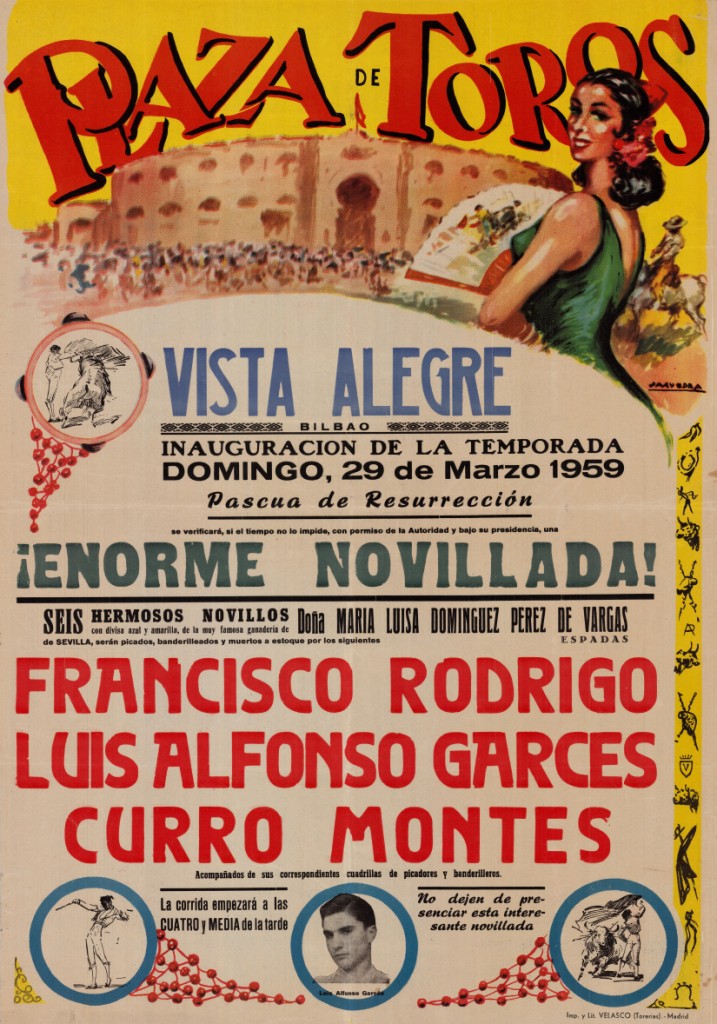 PLAZA DE TOROS
SAAVEDRA
VISTA ALEGRE
BILBAO
INAUGURACION DE LA TEMPORADA
DOMINGO, 29 de Marzo 1959
Pascua de Resurrección
se verificará, si el tiempo no lo impide, con permiso de la Autoridad y bajo su presidencia, una
¡ENORME NOVILLADA!
SEIS HERMOSOS NOVILLOS
con divisa azul y amarilla, de la muy famosa ganadería de Doña MARIA LUISA DOMINGUEZ PEREZ DE VARGAS
de SEVILLA, serán picados, banderilleados y muertos a estoque por los siguientes ESPADAS
FRANCISCO RODRIGO
LUIS ALFONSO GARCES
CURRO MONTES
Acompañados de sus correspondientes cuadrillas de picadores y banderilleros.
La corrida empezará a las
CUATRO y MEDIA de la tarde
No dejen de pre-
senciar esta intere-
sante novillada
Luis Alfonso Garcés
Imp. y Lit. VELASCO (Torerías). - Madrid